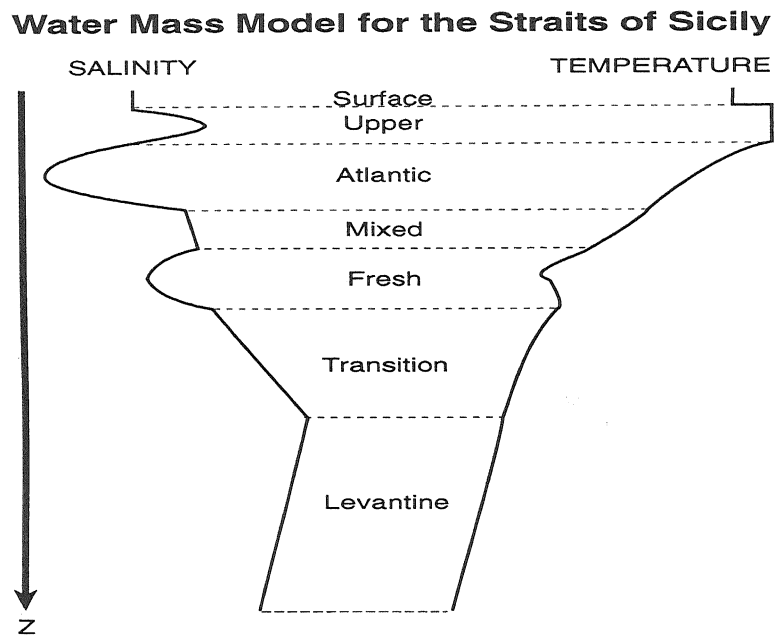 Water Mass Model for the Straits of Sicily
SALINITY
TEMPERATURE
Surface
Upper
Atlantic
Mixed
Fresh
Transition
Levantine
Z